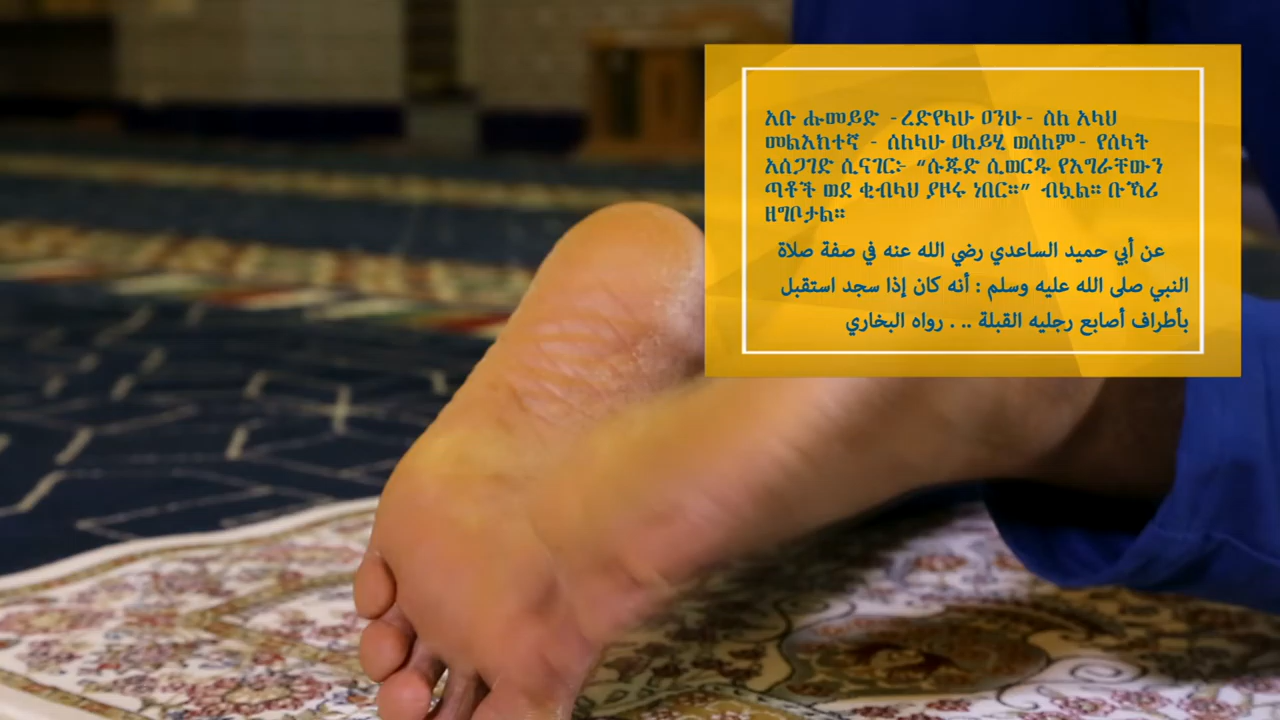 አቡ ሑመይድ -ረድየላሁ ዐንሁ- ስለ አላህ
መልእክተኛ - ሰለላሁ ዐለይሂ ወሰለም- የሰላት
አሰጋገድ ሲናገር፦ “ሱጁድ ሲወርዱ የእግራቸውን
ጣቶች ወደ ቂብላህ ያዞሩ ነበር።” ብሏል። ቡኻሪ
ዘግቦታል።
عن أبي حميد الساعدي رضي الله عنه في صفة صلاة
النبي صلى الله عليه وسلم : أنه كان إذا سجد استقبل
بأطراف أصابع رجليه القبلة .. . رواه البخاري